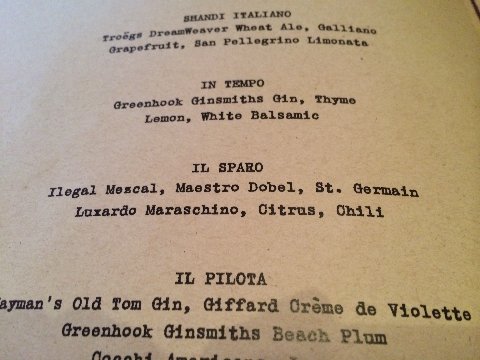 SHANDI ITALIANO
Troëgs DreamWeaver Wheat Ale, Galliano
Grapefruit, San Pellegrino Limonata
IN TEMPO
Greenhook Ginsmiths Gin, Thyme
Lemon, White Balsamic
IL SPARO
Ilegal Mezcal, Maestro Dobel, St. Germain
Luxardo Maraschino, Citrus, Chili
IL PILOTA
ayman's Old Tom Gin, Giffard Crème de Violette
Greenhook Ginsmiths Beach Plum